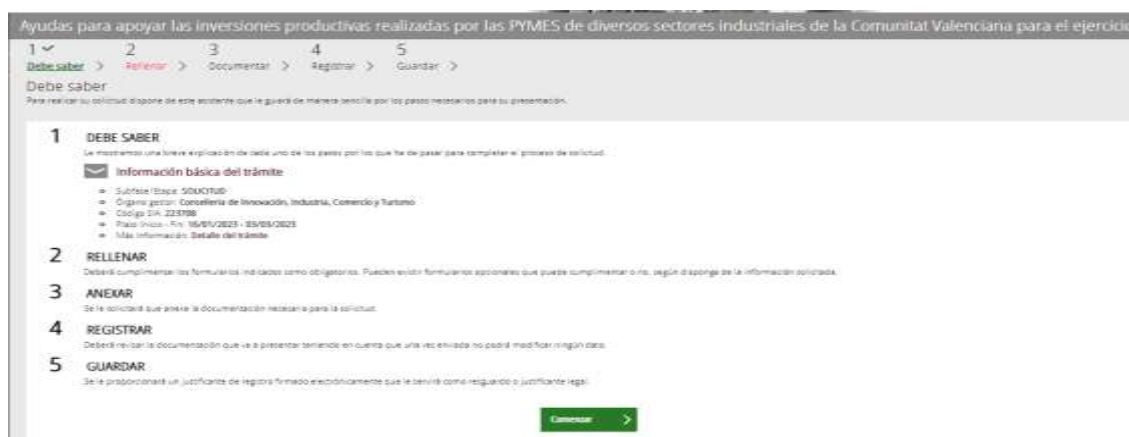 Ayudas para apoyar las inversiones productivas realizadas por las PYMES de diversos sectores industriales de la Comunitat Valenciana para el ejercicio
1 2 3 4 5
Debe saber > Rellenar > Documentar > Registrar > Guardar >
Debe saber
Para realizar su solicitud dispone de este asistente que le guiará de manera sencilla por los pasos necesarios para su presentación.
1 DEBE SABER
Le mostramos una breve explicación de cada uno de los pasos por los que ha de pasar para completar el proceso de solicitud.
Información básica del trámite
Subfase/Etapa: SOLICITUD
Órgano gestor: Conselleria de Innovación, Industria, Comercio y Turismo
Código SIA: 223708
Plazo Inicio - Fin: 16/01/2023 - 03/03/2023
Más información: Detalle del trámite
2 RELLENAR
Deberá cumplimentar los formularios indicados como obligatorios. Pueden existir formularios opcionales que puede cumplimentar o no, según disponga de la información solicitada.
3 ANEXAR
Se le solicitará que anexe la documentación necesaria para la solicitud.
4 REGISTRAR
Deberá revisar la documentación que va a presentar teniendo en cuenta que una vez enviada no podrá modificar ningún dato.
5 GUARDAR
Se le proporcionará un justificante de registro firmado electrónicamente que le servirá como resguardo o justificante legal.
Comenzar >